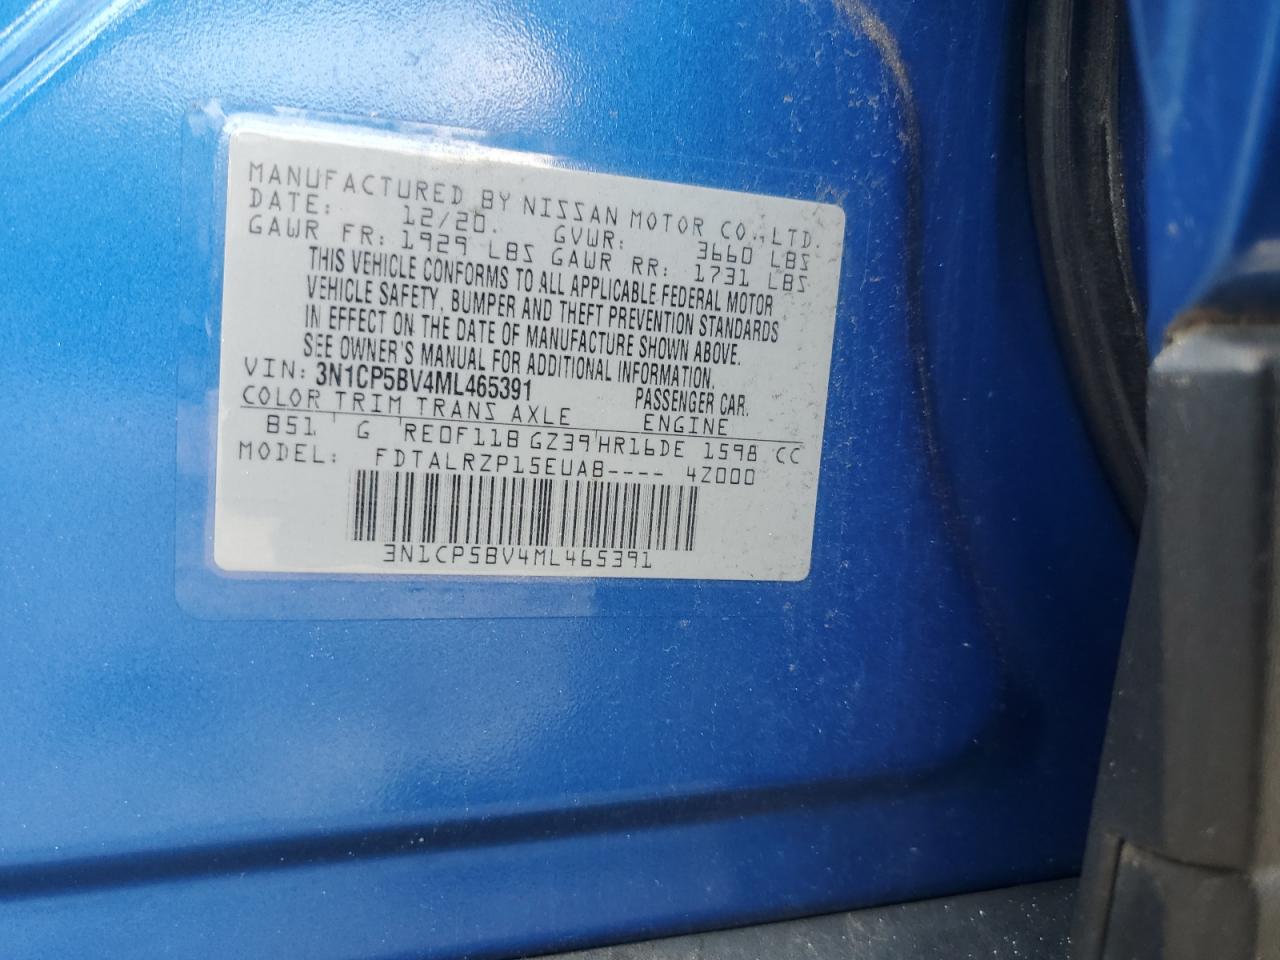 MANUFACTURED BY NISSAN MOTOR CO.,LTD.
DATE: 12/20. GVWR: 3660 LBS
GAWR FR: 1929 LBS GAWR RR: 1731 LBS
THIS VEHICLE CONFORMS TO ALL APPLICABLE FEDERAL MOTOR
VEHICLE SAFETY, BUMPER AND THEFT PREVENTION STANDARDS
IN EFFECT ON THE DATE OF MANUFACTURE SHOWN ABOVE.
SEE OWNER'S MANUAL FOR ADDITIONAL INFORMATION.
VIN: 3N1CP5BV4ML465391 PASSENGER CAR.
COLOR TRIM TRANS AXLE ENGINE
B51 G RE0F11B GZ39 HR16DE 1598 CC
MODEL: FDTALRZP15EUAB---- 4Z000
3N1CP5BV4ML465391